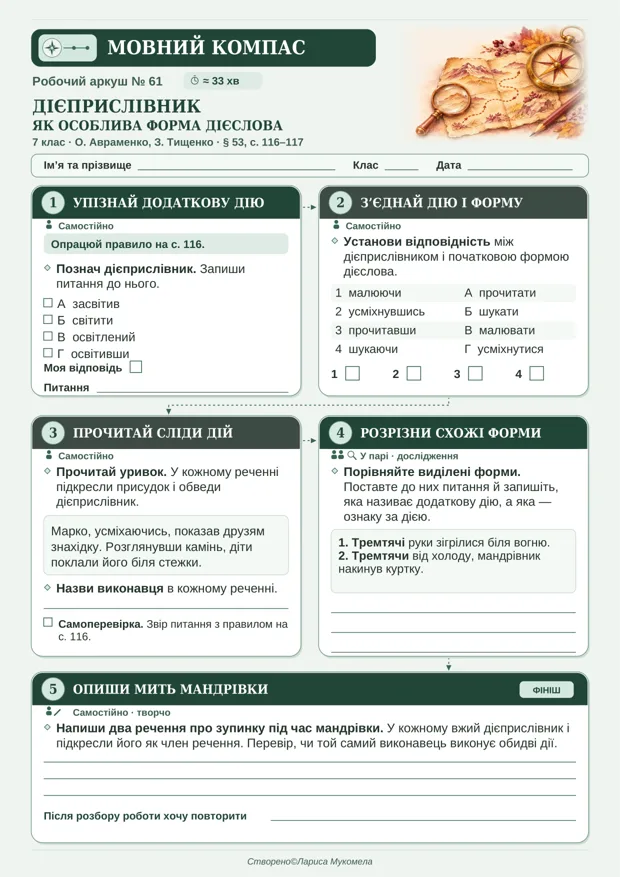 МОВНИЙ КОМПАС
Робочий аркуш № 61
≈ 33 хв
ДІЄПРИСЛІВНИК
ЯК ОСОБЛИВА ФОРМА ДІЄСЛОВА
7 клас · О. Авраменко, З. Тищенко · § 53, с. 116–117
Ім’я та прізвище
Клас
Дата
1 УПІЗНАЙ ДОДАТКОВУ ДІЮ
Самостійно
Опрацюй правило на с. 116.
Познач дієприслівник. Запиши
питання до нього.
А засвітив
Б світити
В освітлений
Г освітивши
Моя відповідь
Питання
2 З’ЄДНАЙ ДІЮ І ФОРМУ
Самостійно
Установи відповідність між
дієприслівником і початковою формою
дієслова.
1 малюючи А прочитати
2 усміхнувшись Б шукати
3 прочитавши В малювати
4 шукаючи Г усміхнутися
1 2 3 4
3 ПРОЧИТАЙ СЛІДИ ДІЙ
Самостійно
Прочитай уривок. У кожному реченні
підкресли присудок і обведи
дієприслівник.
Марко, усміхаючись, показав друзям
знахідку. Розглянувши камінь, діти
поклали його біля стежки.
Назви виконавця в кожному реченні.
Самоперевірка. Звір питання з правилом на
с. 116.
4 РОЗРІЗНИ СХОЖІ ФОРМИ
У парі · дослідження
Порівняйте виділені форми.
Поставте до них питання й запишіть,
яка називає додаткову дію, а яка —
ознаку за дією.
1. Тремтячі руки зігрілися біля вогню.
2. Тремтячи від холоду, мандрівник
накинув куртку.
5 ОПИШИ МИТЬ МАНДРІВКИ
ФІНІШ
Самостійно · творчо
Напиши два речення про зупинку під час мандрівки. У кожному вжий дієприслівник і
підкресли його як член речення. Перевір, чи той самий виконавець виконує обидві дії.
Після розбору роботи хочу повторити
Створено©Лариса Мукомела